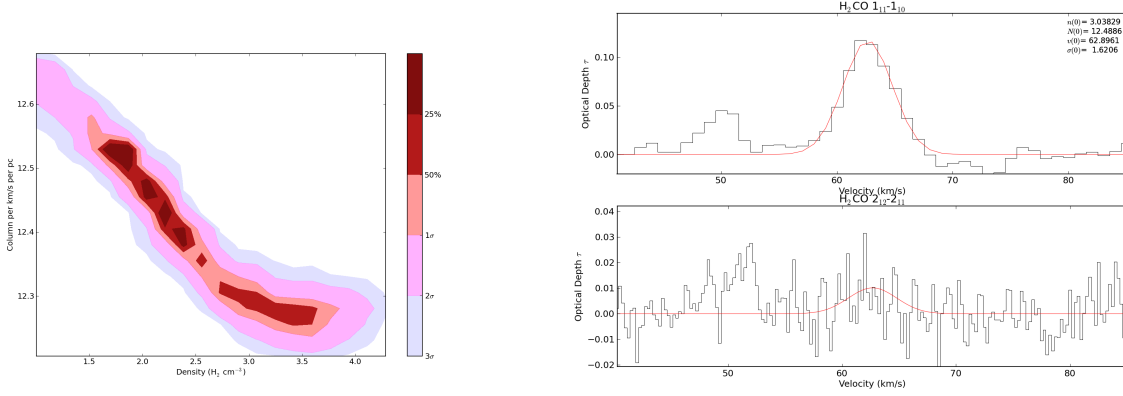 12.6
12.5
12.4
12.3
Column per km/s per pc
1.5 2.0 2.5 3.0 3.5 4.0
Density (H₂ cm⁻³)
25%
50%
1σ
2σ
3σ
H₂CO 1₁₁-1₁₀
n(0)= 3.03829
N(0)= 12.4886
v(0)= 62.8961
σ(0)= 1.6206
0.10
0.05
0.00
Optical Depth τ
50 60 70 80
Velocity (km/s)
H₂CO 2₁₂-2₁₁
0.04
0.03
0.02
0.01
0.00
−0.01
−0.02
Optical Depth τ
50 60 70 80
Velocity (km/s)